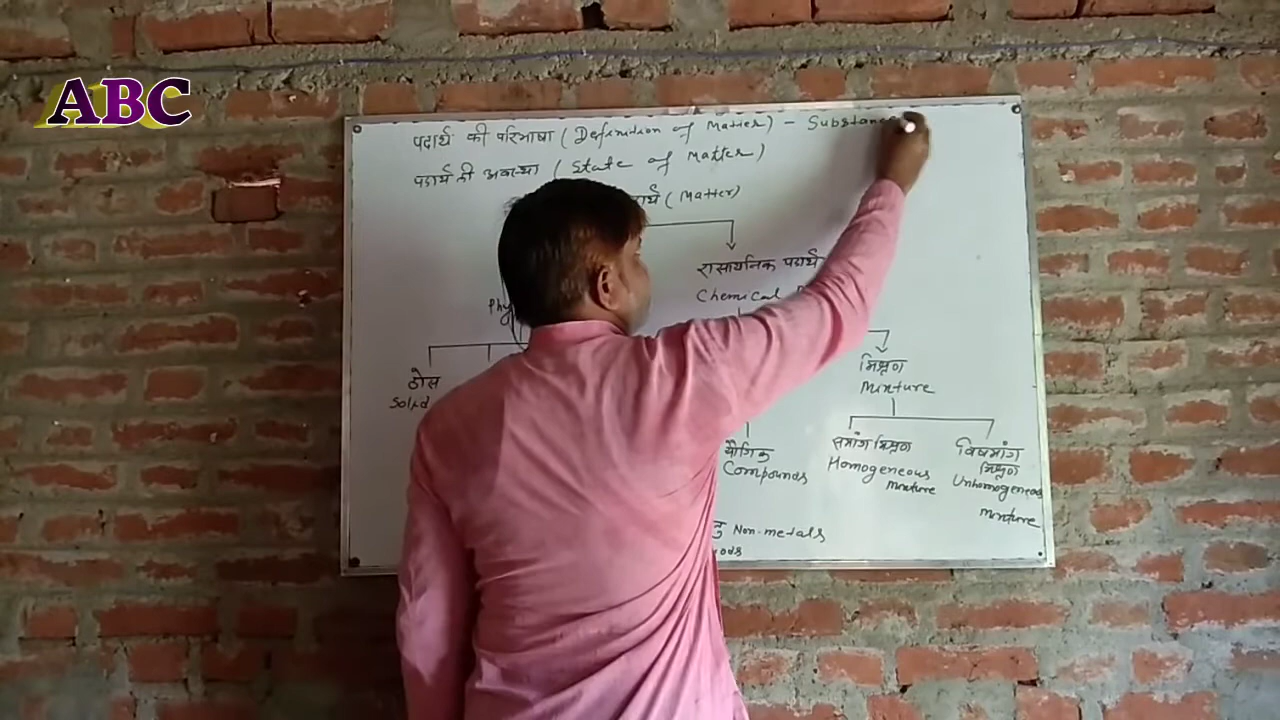 ABC
पदार्थ की परिभाषा (Definition of Matter) - Substance
पदार्थ की अवस्था (State of Matter)
(Matter)
रासायनिक पदार्थ
Chemical
ठोस
Solid
मिश्रण
mixture
यौगिक
Compounds
समांग मिश्रण
Homogeneous
mixture
विषमांग
मिश्रण
Unhomogeneous
mixture
Non-metals